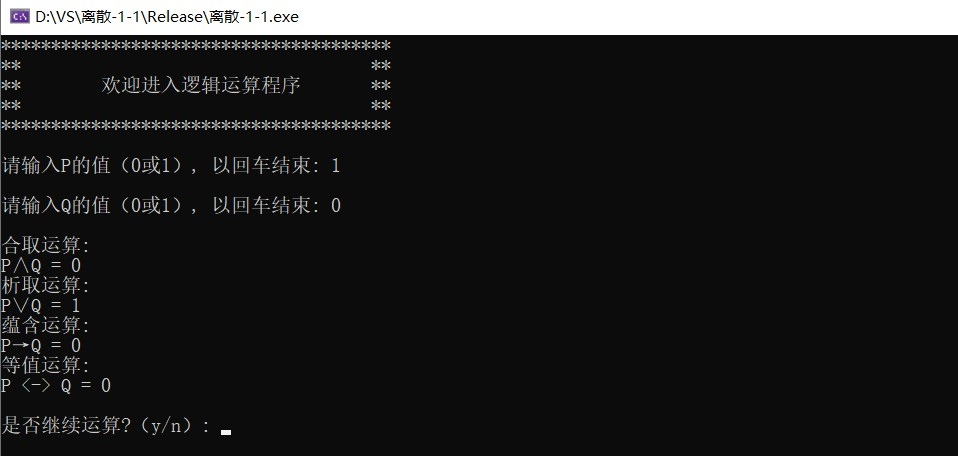 D:\VS\离散-1-1\Release\离散-1-1.exe
***************************************
**                                   **
**        欢迎进入逻辑运算程序       **
**                                   **
***************************************
请输入P的值（0或1）, 以回车结束: 1
请输入Q的值（0或1）, 以回车结束: 0
合取运算:
P∧Q = 0
析取运算:
P∨Q = 1
蕴含运算:
P→Q = 0
等值运算:
P <-> Q = 0
是否继续运算?（y/n）: